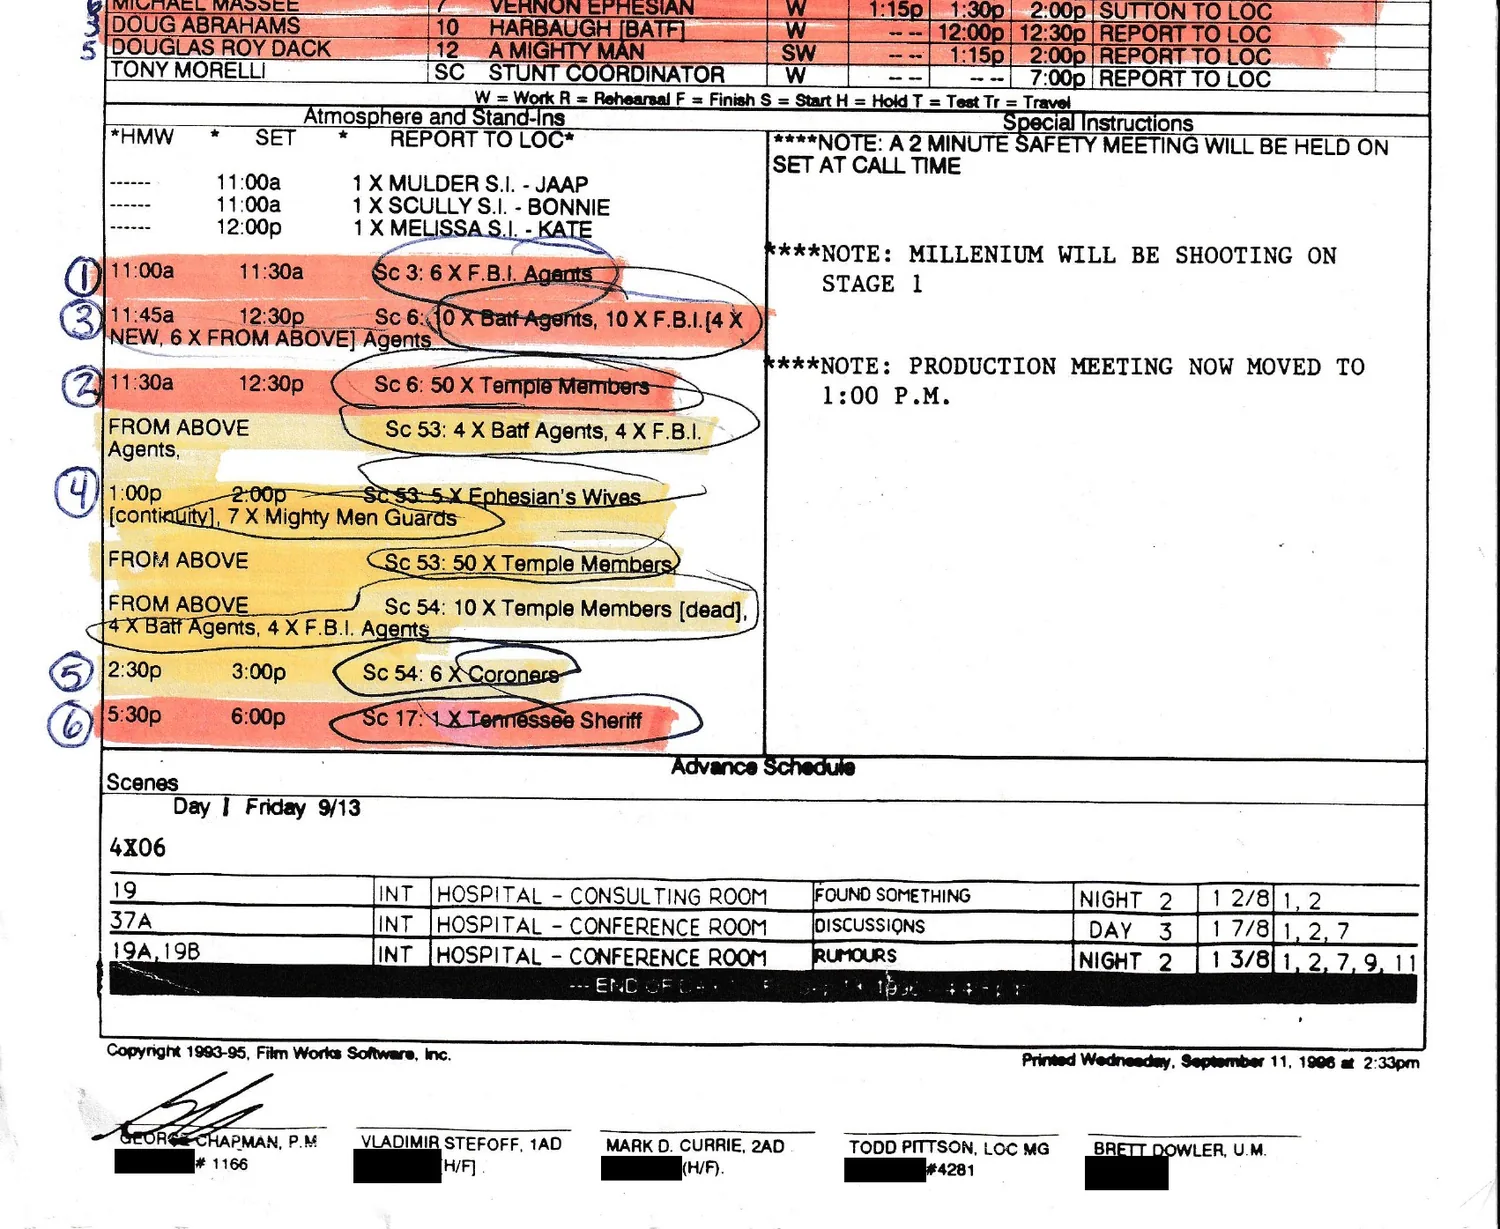 MICHAEL MASSEE 7 VERNON EPHESIAN W 1:15p 1:30p 2:00p SUTTON TO LOC
3 DOUG ABRAHAMS 10 HARBAUGH [BATF] W -- 12:00p 12:30p REPORT TO LOC
5 DOUGLAS ROY DACK 12 A MIGHTY MAN SW -- 1:15p 2:00p REPORT TO LOC
TONY MORELLI SC STUNT COORDINATOR W -- -- 7:00p REPORT TO LOC
W = Work R = Rehearsal F = Finish S = Start H = Hold T = Test Tr = Travel
Atmosphere and Stand-Ins
*HMW * SET * REPORT TO LOC*
------ 11:00a 1 X MULDER S.I. - JAAP
------ 11:00a 1 X SCULLY S.I. - BONNIE
------ 12:00p 1 X MELISSA S.I. - KATE
1 11:00a 11:30a Sc 3: 6 X F.B.I. Agents
3 11:45a 12:30p Sc 6: 10 X Batf Agents, 10 X F.B.I.[4 X
NEW, 6 X FROM ABOVE] Agents
2 11:30a 12:30p Sc 6: 50 X Temple Members
FROM ABOVE Sc 53: 4 X Batf Agents, 4 X F.B.I.
Agents,
4 1:00p 2:00p Sc 53: 5 X Ephesian's Wives
[continuity], 7 X Mighty Men Guards
FROM ABOVE Sc 53: 50 X Temple Members
FROM ABOVE Sc 54: 10 X Temple Members [dead],
4 X Batf Agents, 4 X F.B.I. Agents
5 2:30p 3:00p Sc 54: 6 X Coroners
6 5:30p 6:00p Sc 17: 1 X Tennessee Sheriff
Special Instructions
****NOTE: A 2 MINUTE SAFETY MEETING WILL BE HELD ON
SET AT CALL TIME
****NOTE: MILLENIUM WILL BE SHOOTING ON
STAGE 1
****NOTE: PRODUCTION MEETING NOW MOVED TO
1:00 P.M.
Advance Schedule
Scenes
Day 1 Friday 9/13
4X06
19 INT HOSPITAL - CONSULTING ROOM FOUND SOMETHING NIGHT 2 1 2/8 1, 2
37A INT HOSPITAL - CONFERENCE ROOM DISCUSSIONS DAY 3 1 7/8 1, 2, 7
19A,19B INT HOSPITAL - CONFERENCE ROOM RUMOURS NIGHT 2 1 3/8 1, 2, 7, 9, 11
--- END OF
Copyright 1993-95, Film Works Software, Inc.
Printed Wednesday, September 11, 1996 at 2:33pm
GEORGE CHAPMAN, P.M
# 1166
VLADIMIR STEFOFF, 1AD
[H/F]
MARK D. CURRIE, 2AD
(H/F).
TODD PITTSON, LOC MG
#4281
BRETT DOWLER, U.M.